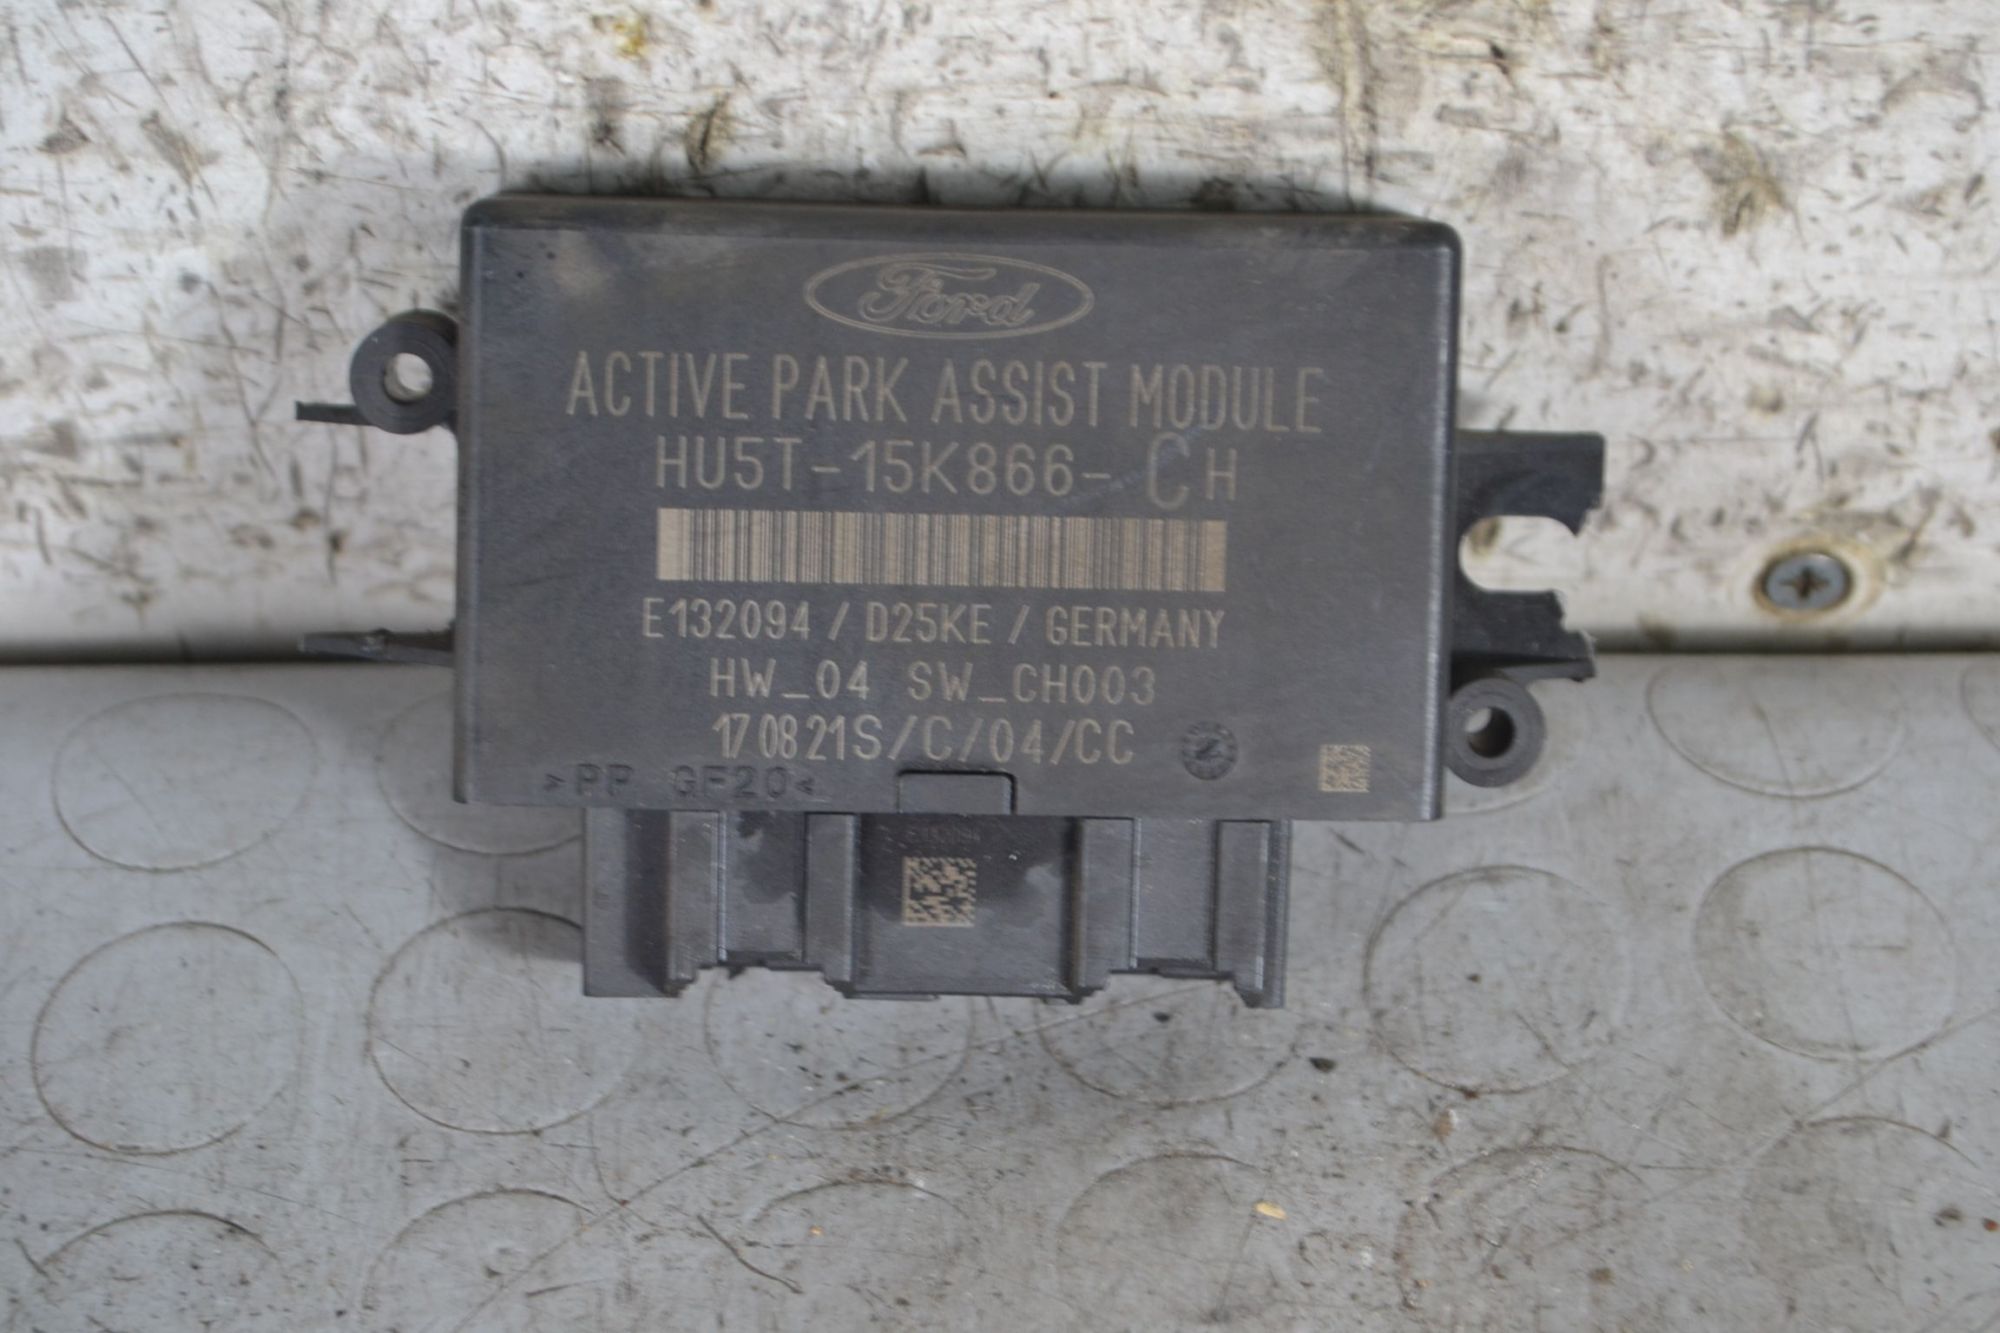 Ford
ACTIVE PARK ASSIST MODULE
HU5T-15K866- CH
E132094 / D25KE / GERMANY
HW_04 SW_CH003
17 08 21S/C/04/CC
>PP GF20<
E132094